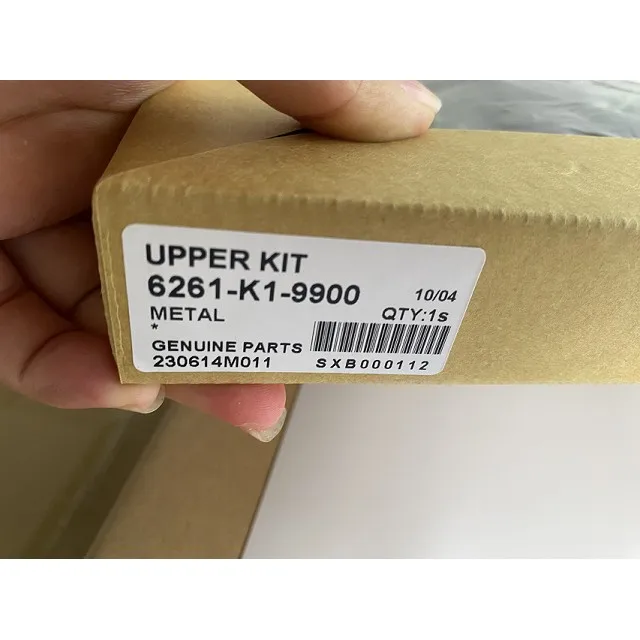 UPPER KIT
6261-K1-9900
10/04
METAL
QTY:1s
*
GENUINE PARTS
230614M011
SXB000112